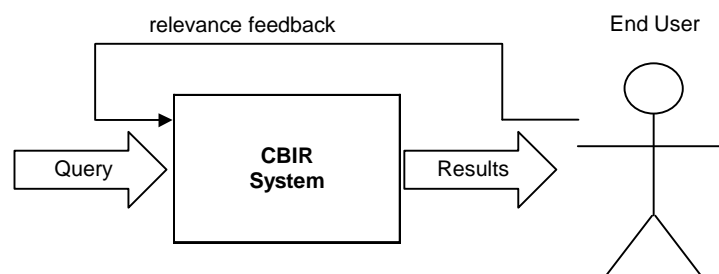 relevance feedback
End User
Query
CBIR
System
Results